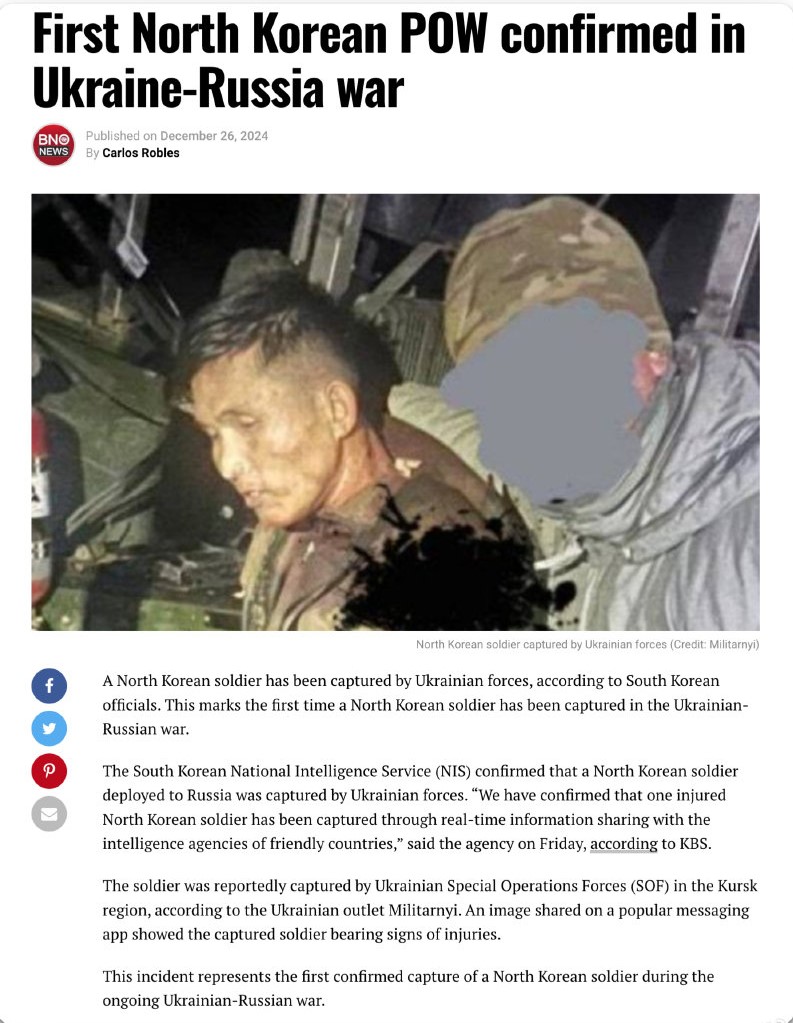 First North Korean POW confirmed in
Ukraine-Russia war
BNO
NEWS
Published on December 26, 2024
By Carlos Robles
A
North Korean soldier captured by Ukrainian forces (Credit: Militarnyi)
f
A North Korean soldier has been captured by Ukrainian forces, according to South Korean
officials. This marks the first time a North Korean soldier has been captured in the Ukrainian-
Russian war.
The South Korean National Intelligence Service (NIS) confirmed that a North Korean soldier
deployed to Russia was captured by Ukrainian forces. “We have confirmed that one injured
North Korean soldier has been captured through real-time information sharing with the
intelligence agencies of friendly countries,” said the agency on Friday, according to KBS.
The soldier was reportedly captured by Ukrainian Special Operations Forces (SOF) in the Kursk
region, according to the Ukrainian outlet Militarnyi. An image shared on a popular messaging
app showed the captured soldier bearing signs of injuries.
This incident represents the first confirmed capture of a North Korean soldier during the
ongoing Ukrainian-Russian war.